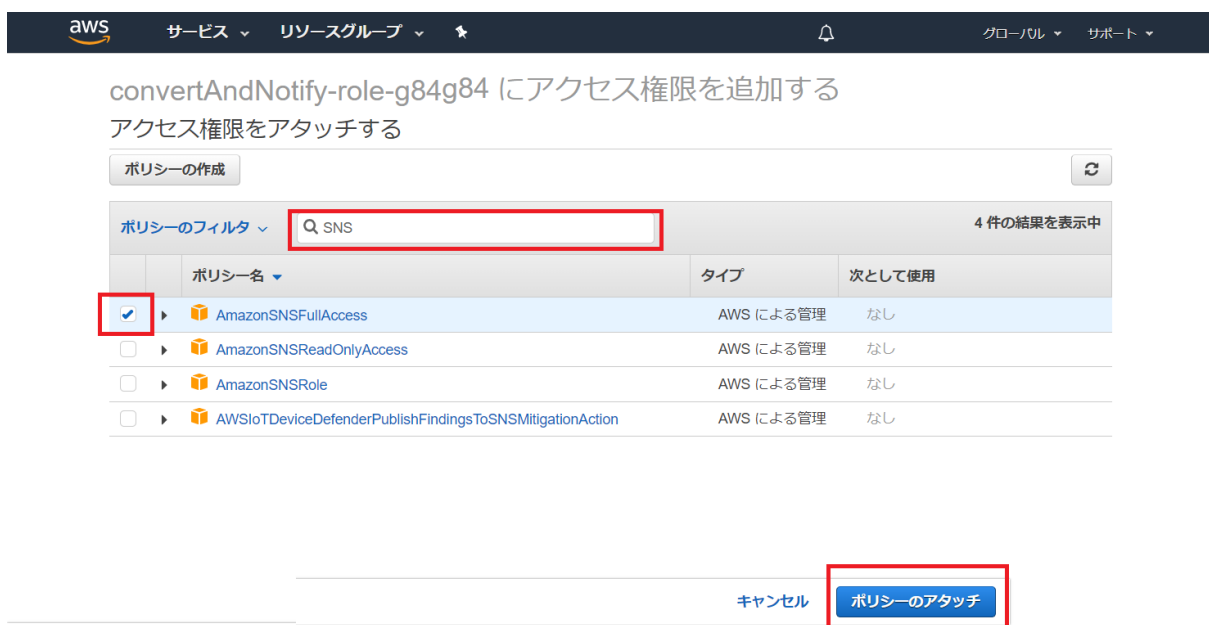 aws サービス リソースグループ グローバル サポート
convertAndNotify-role-g84g84 にアクセス権限を追加する
アクセス権限をアタッチする
ポリシーの作成
ポリシーのフィルタ SNS 4 件の結果を表示中
ポリシー名 タイプ 次として使用
AmazonSNSFullAccess AWS による管理 なし
AmazonSNSReadOnlyAccess AWS による管理 なし
AmazonSNSRole AWS による管理 なし
AWSIoTDeviceDefenderPublishFindingsToSNSMitigationAction AWS による管理 なし
キャンセル ポリシーのアタッチ